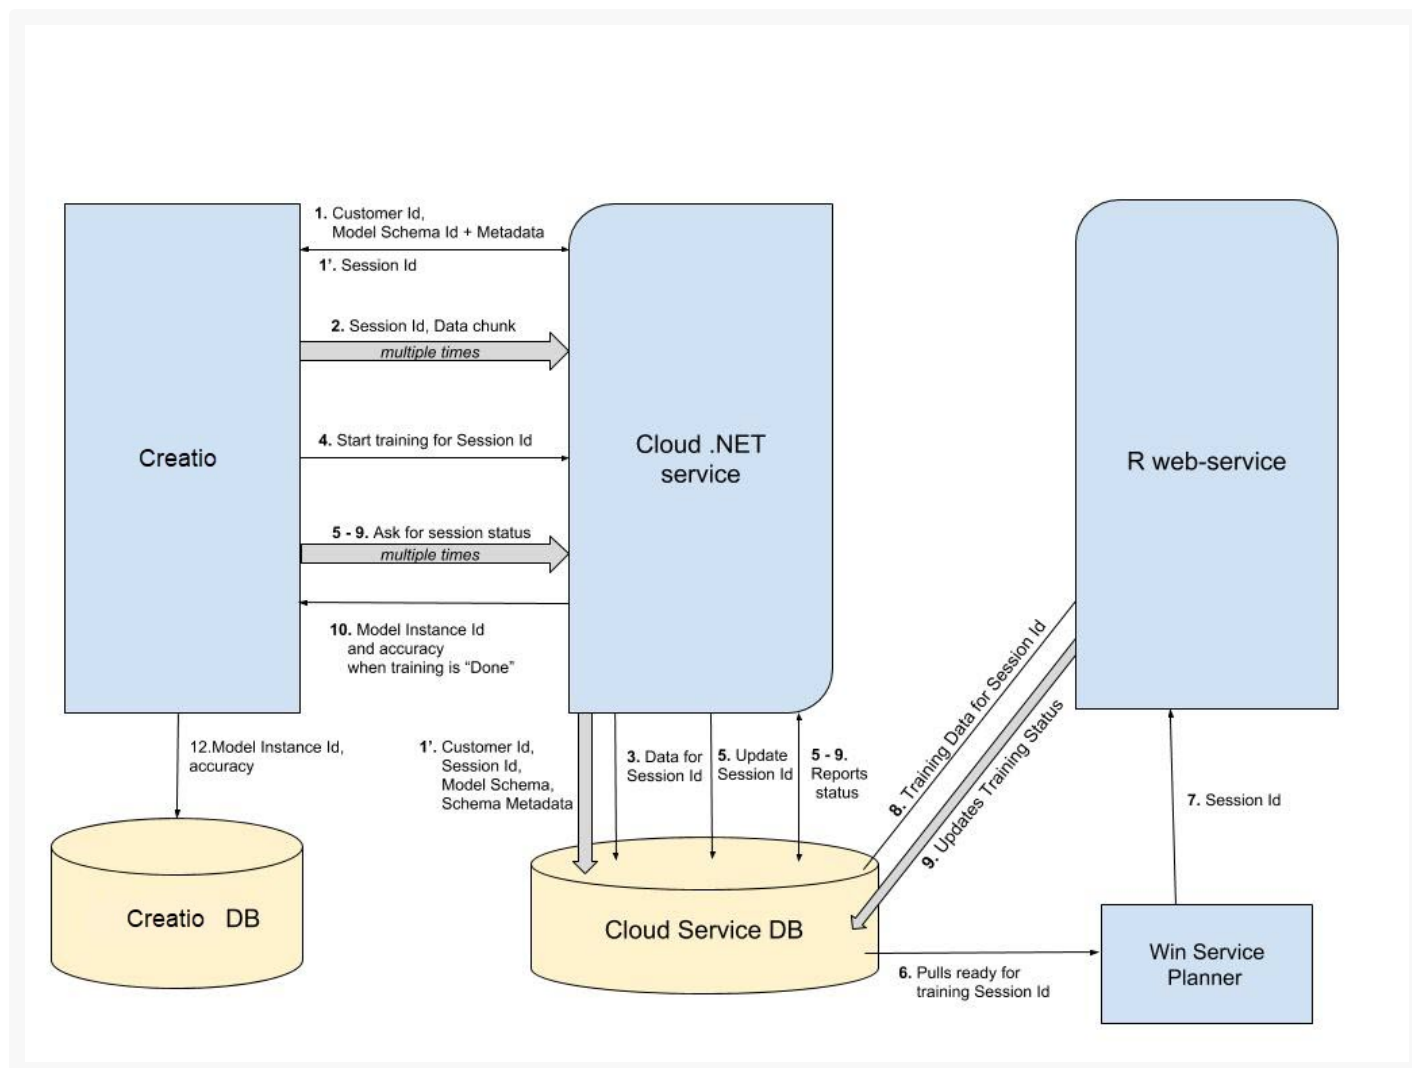 1. Customer Id,
Model Schema Id + Metadata
1’. Session Id
2. Session Id, Data chunk
multiple times
4. Start training for Session Id
Creatio
Cloud .NET
service
R web-service
5 - 9. Ask for session status
multiple times
10. Model Instance Id
and accuracy
when training is “Done”
12.Model Instance Id,
accuracy
1’. Customer Id,
Session Id,
Model Schema,
Schema Metadata
3. Data for
Session Id
5. Update
Session Id
5 - 9.
Reports
status
8. Training Data for Session Id
9. Updates Training Status
7. Session Id
Creatio DB
Cloud Service DB
6. Pulls ready for
training Session Id
Win Service
Planner